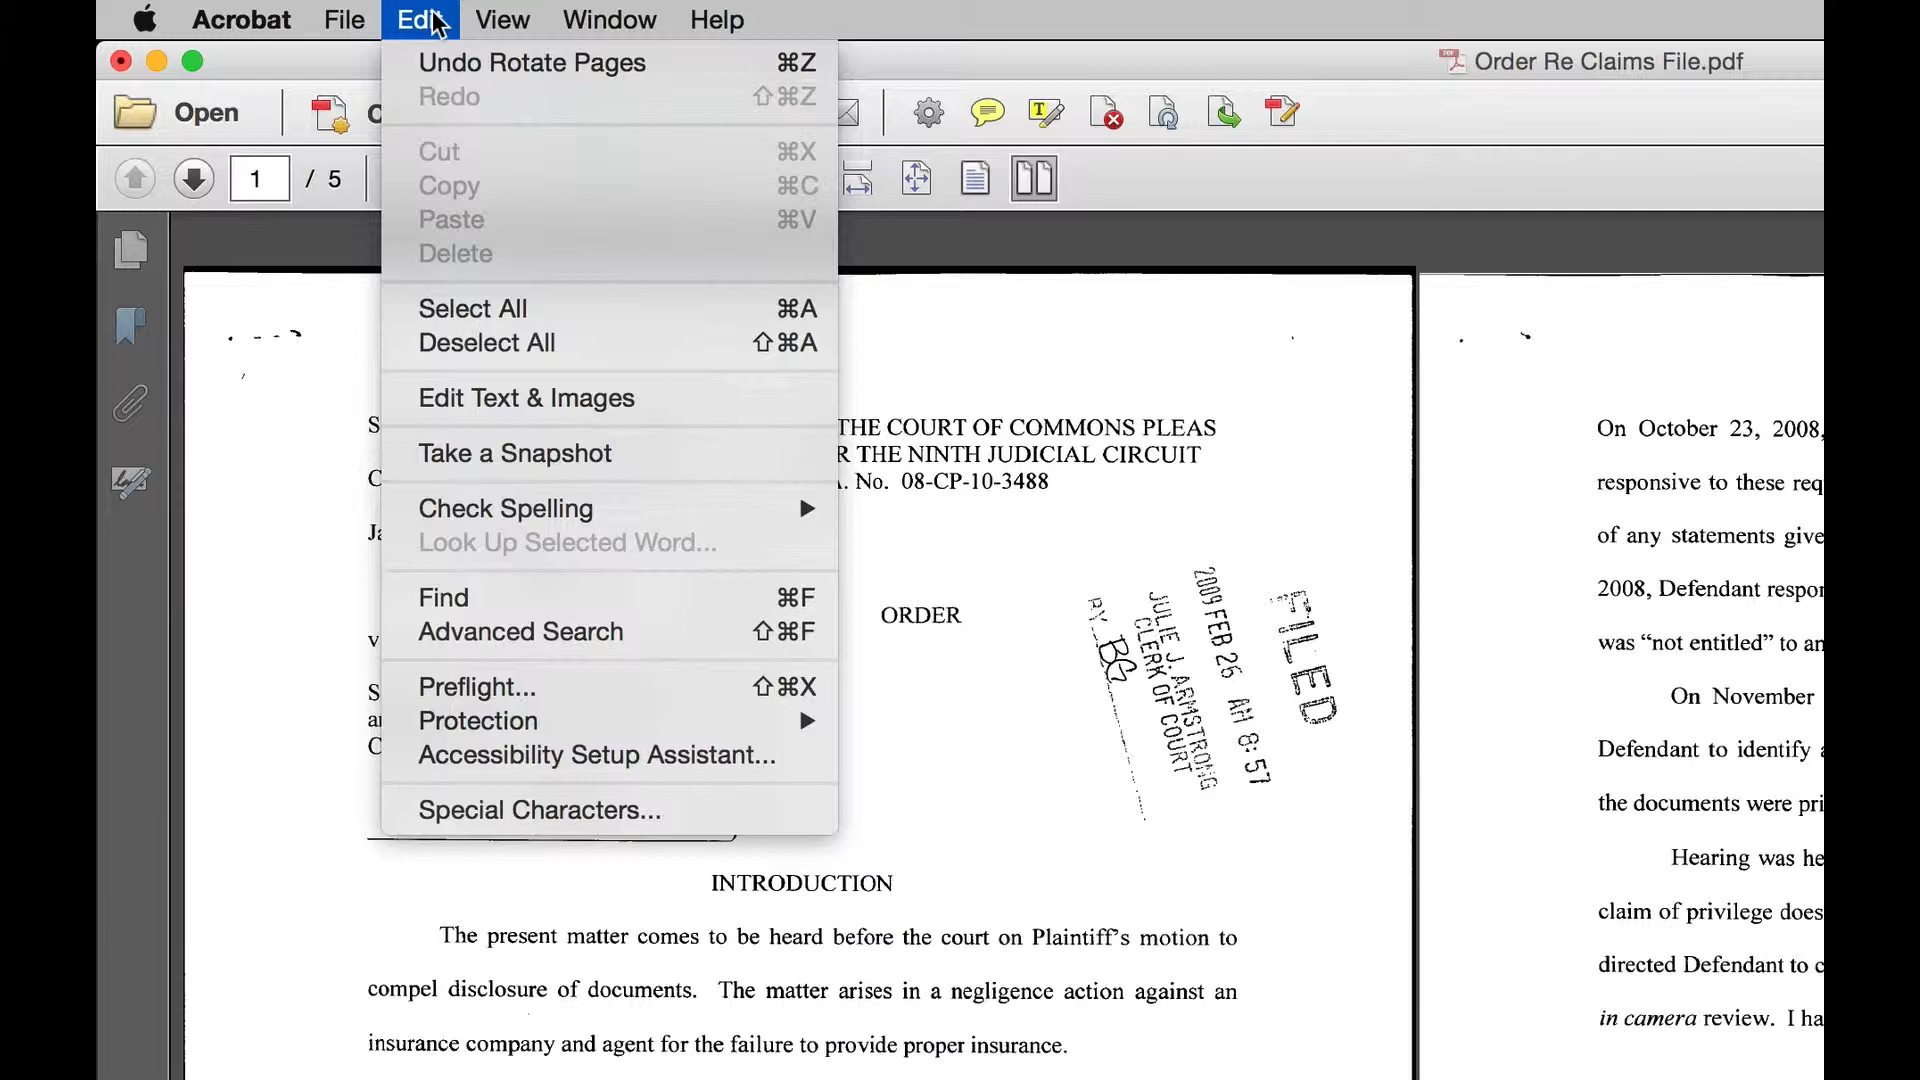 Acrobat File Edit View Window Help
Order Re Claims File.pdf
Open
1 / 5
Undo Rotate Pages ⌘Z
Redo ⇧⌘Z
Cut ⌘X
Copy ⌘C
Paste ⌘V
Delete
Select All ⌘A
Deselect All ⇧⌘A
Edit Text & Images
Take a Snapshot
Check Spelling
Look Up Selected Word...
Find ⌘F
Advanced Search ⇧⌘F
Preflight... ⇧⌘X
Protection
Accessibility Setup Assistant...
Special Characters...
THE COURT OF COMMONS PLEAS
THE NINTH JUDICIAL CIRCUIT
No. 08-CP-10-3488
ORDER
FILED
2009 FEB 26 AM 8:57
JULIE J. ARMSTRONG
CLERK OF COURT
BY BG
INTRODUCTION
The present matter comes to be heard before the court on Plaintiff's motion to
compel disclosure of documents. The matter arises in a negligence action against an
insurance company and agent for the failure to provide proper insurance.
On October 23, 2008,
responsive to these req
of any statements give
2008, Defendant respon
was “not entitled” to an
On November
Defendant to identify
the documents were pri
Hearing was he
claim of privilege does
directed Defendant to c
in camera review. I ha